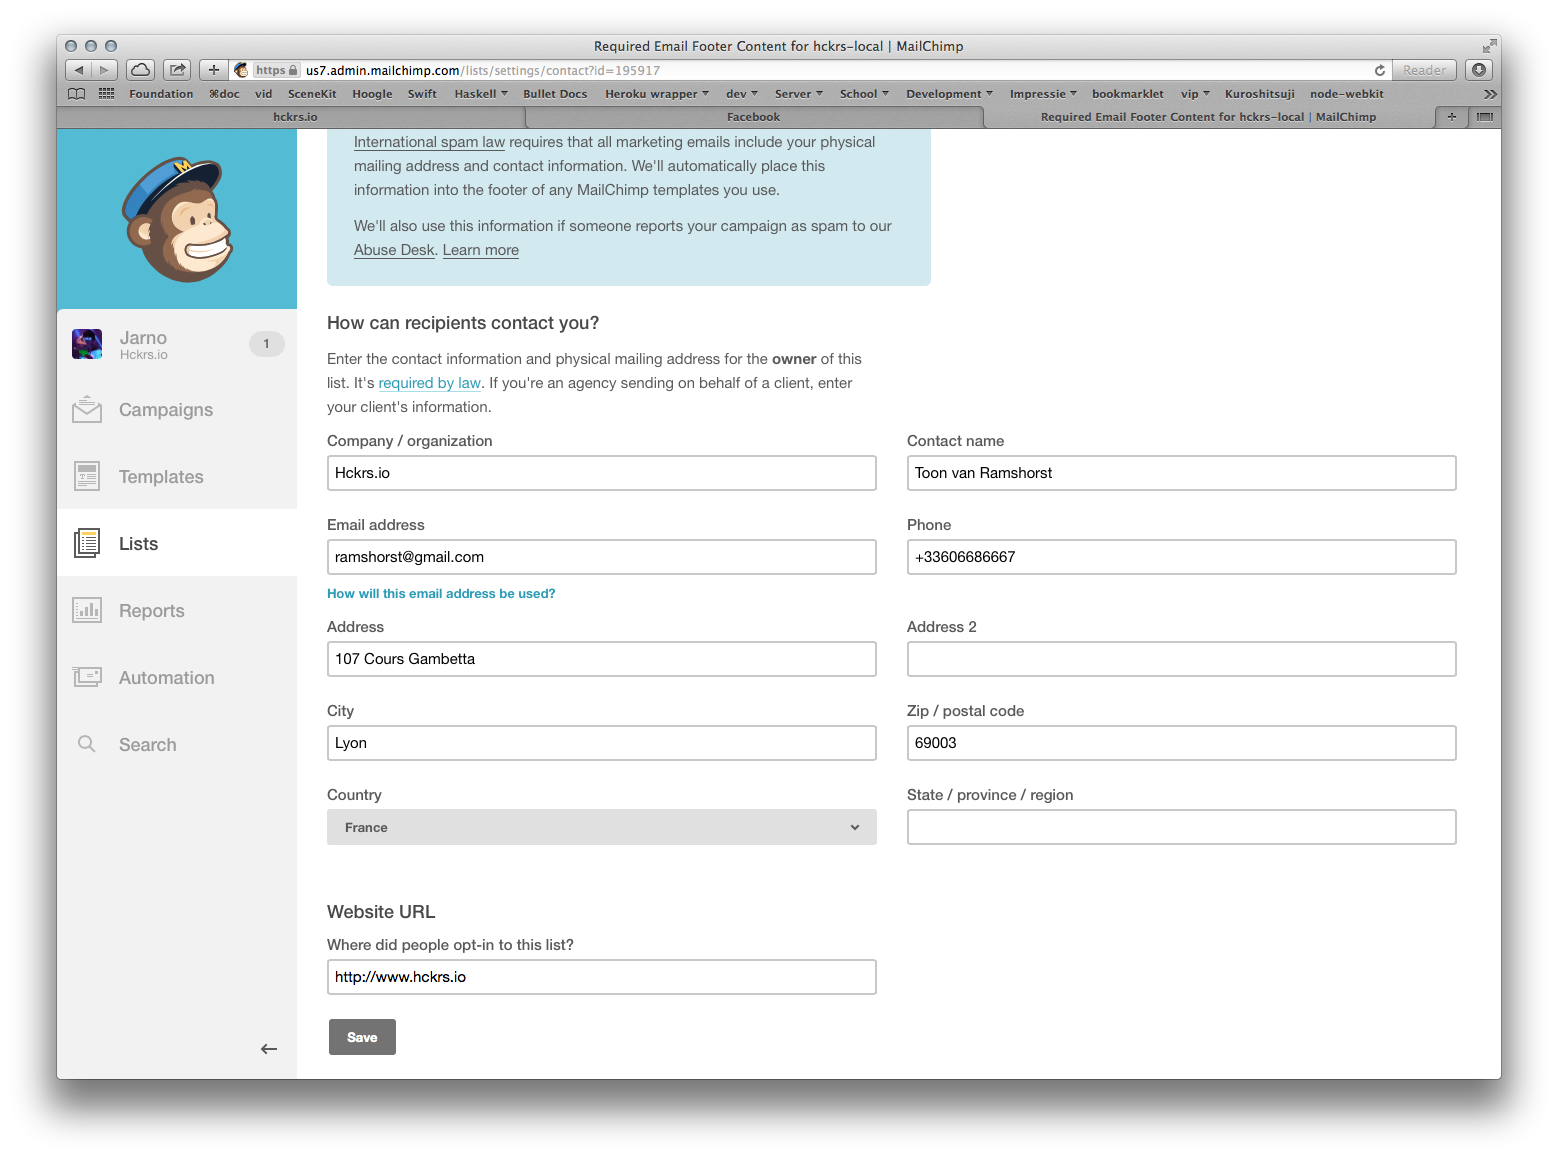 Required Email Footer Content for hckrs-local | MailChimp
https us7.admin.mailchimp.com/lists/settings/contact?id=195917 Reader
Foundation ⌘doc vid SceneKit Hoogle Swift Haskell Bullet Docs Heroku wrapper dev Server School Development Impressie bookmarklet vip Kuroshitsuji node-webkit
hckrs.io Facebook Required Email Footer Content for hckrs-local | MailChimp
International spam law requires that all marketing emails include your physical
mailing address and contact information. We'll automatically place this
information into the footer of any MailChimp templates you use.
We'll also use this information if someone reports your campaign as spam to our
Abuse Desk. Learn more
Jarno
Hckrs.io
1
Campaigns
Templates
Lists
Reports
Automation
Search
How can recipients contact you?
Enter the contact information and physical mailing address for the owner of this
list. It's required by law. If you're an agency sending on behalf of a client, enter
your client's information.
Company / organization Contact name
Hckrs.io Toon van Ramshorst
Email address Phone
ramshorst@gmail.com +33606686667
How will this email address be used?
Address Address 2
107 Cours Gambetta
City Zip / postal code
Lyon 69003
Country State / province / region
France
Website URL
Where did people opt-in to this list?
http://www.hckrs.io
Save